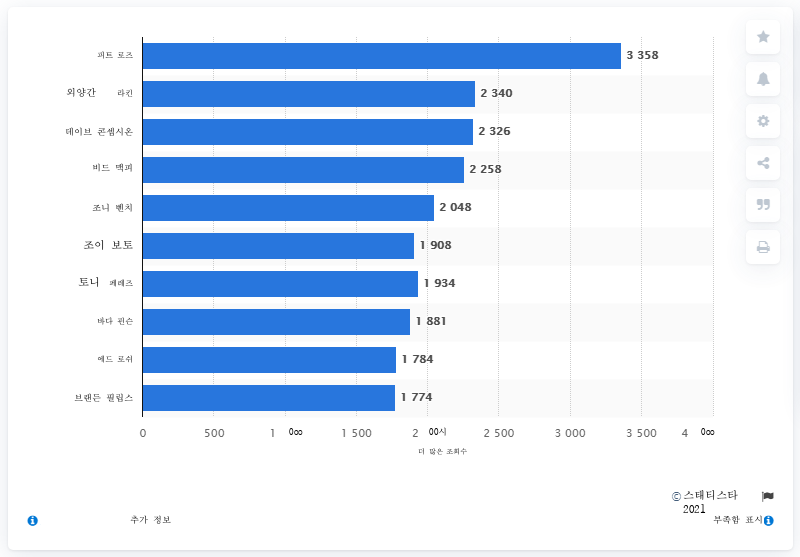 피트 로즈 3 358
외양간 라킨 2 340
데이브 콘셉시온 2 326
비드 맥피 2 258
조니 벤치 2 048
조이 보토 1 908
토니 페레즈 1 934
바다 핀슨 1 881
에드 로쉬 1 784
브랜든 필립스 1 774
0 500 1 0∞ 1 500 2 00시 2 500 3 000 3 500 4 0∞
더 많은 조회수
© 스태티스타
2021
추가 정보 부족함 표시